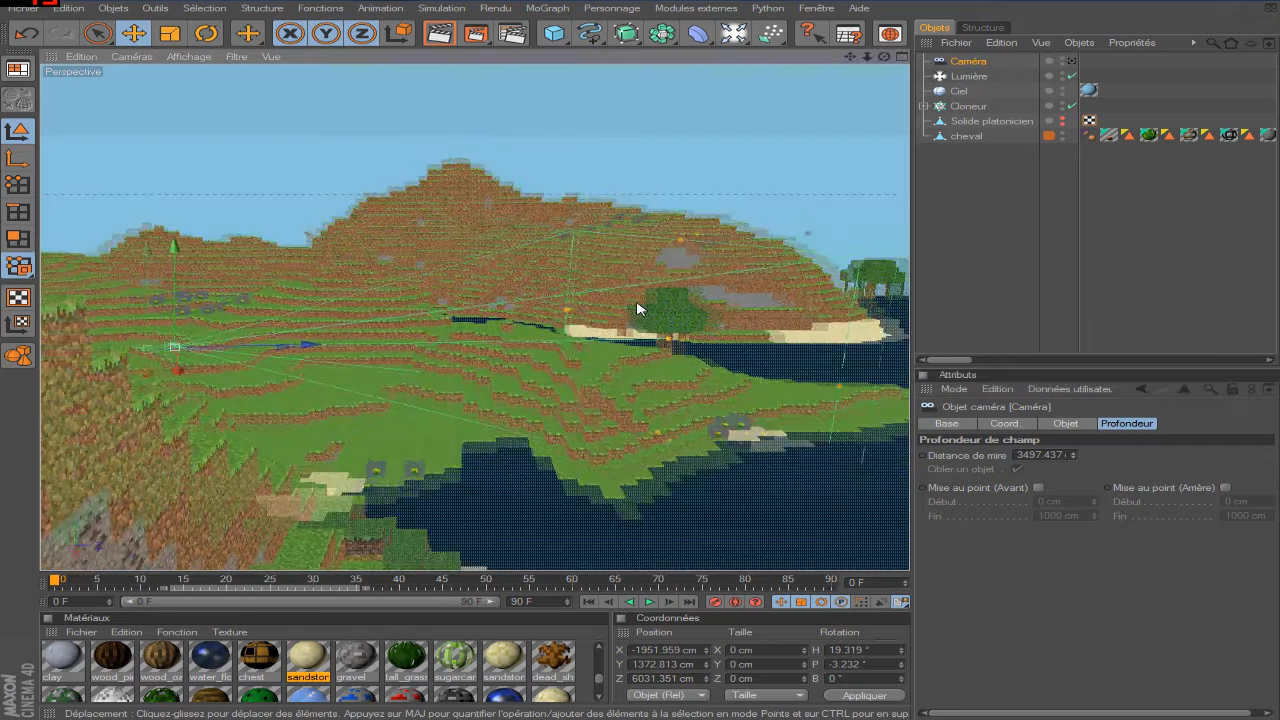 Fichier Edition Objets Outils Sélection Structure Fonctions Animation Simulation Rendu MoGraph Personnage Modules externes Python Fenêtre Aide
X Y Z
Edition Caméras Affichage Filtre Vue
Perspective
Objets Structure
Fichier Edition Vue Objets Propriétés
Caméra
Lumière
Ciel
Cloneur
Solide platonicien
cheval
Attributs
Mode Edition Données utilisateur
Objet caméra [Caméra]
Base Coord. Objet Profondeur
Profondeur de champ
Distance de mire 3497.437
Cibler un objet
Mise au point (Avant) Mise au point (Arrière)
Début 0 cm Début 0 cm
Fin 1000 cm Fin 1000 cm
0 5 10 15 20 25 30 35 40 45 50 55 60 65 70 75 80 85 90 0 F
0 F 0 F 90 F 90 F
Matériaux
Fichier Edition Fonction Texture
clay wood_pi wood_oa water_flo chest sandstor gravel tall_grass sugarcar sandstor dead_sh
Coordonnées
Position Taille Rotation
X -1951.959 cm X 0 cm H 19.319 °
Y 1372.813 cm Y 0 cm P -3.232 °
Z 6031.351 cm Z 0 cm B 0 °
Objet (Rel) Taille Appliquer
MAXON
CINEMA 4D
Déplacement : Cliquez-glissez pour déplacer des éléments. Appuyez sur MAJ pour quantifier l'opération/ajouter des éléments à la sélection en mode Points et sur CTRL pour en sup